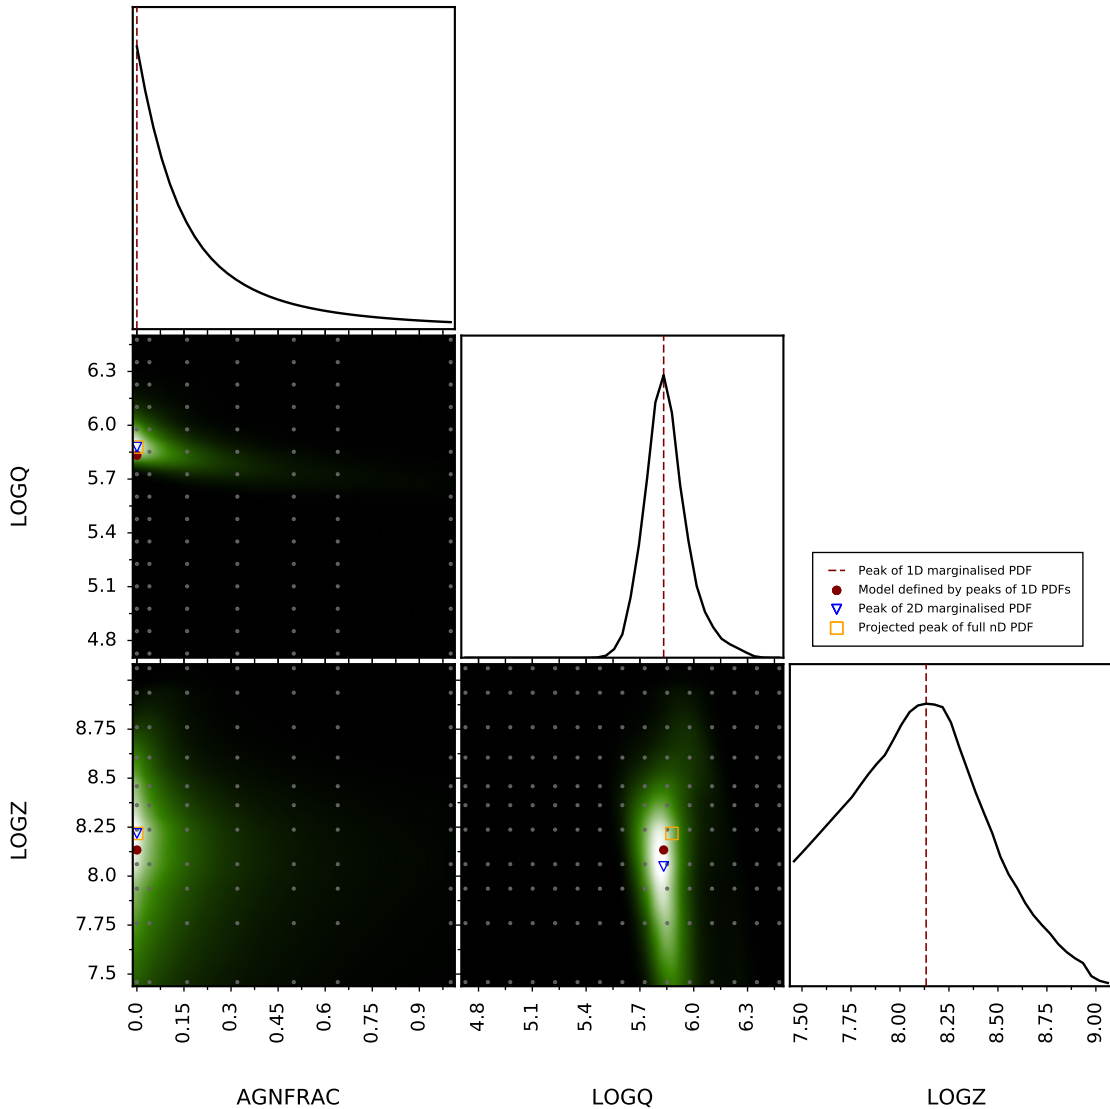 6.3
6.0
5.7
5.4
5.1
4.8
LOGQ
Peak of 1D marginalised PDF
Model defined by peaks of 1D PDFs
Peak of 2D marginalised PDF
Projected peak of full nD PDF
8.75
8.5
8.25
8.0
7.75
7.5
LOGZ
0.0 0.15 0.3 0.45 0.6 0.75 0.9
4.8 5.1 5.4 5.7 6.0 6.3
7.50 7.75 8.00 8.25 8.50 8.75 9.00
AGNFRAC LOGQ LOGZ